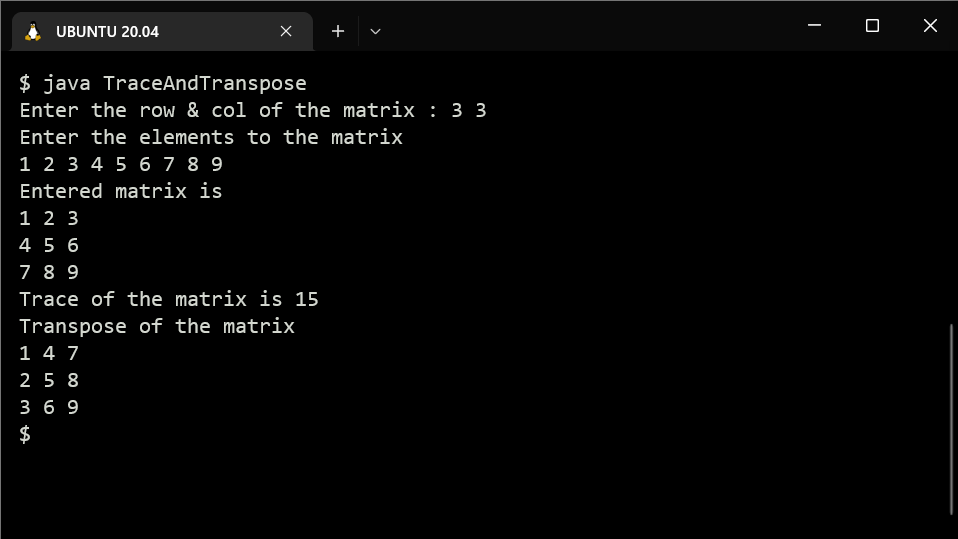 UBUNTU 20.04
$ java TraceAndTranspose
Enter the row & col of the matrix : 3 3
Enter the elements to the matrix
1 2 3 4 5 6 7 8 9
Entered matrix is
1 2 3
4 5 6
7 8 9
Trace of the matrix is 15
Transpose of the matrix
1 4 7
2 5 8
3 6 9
$